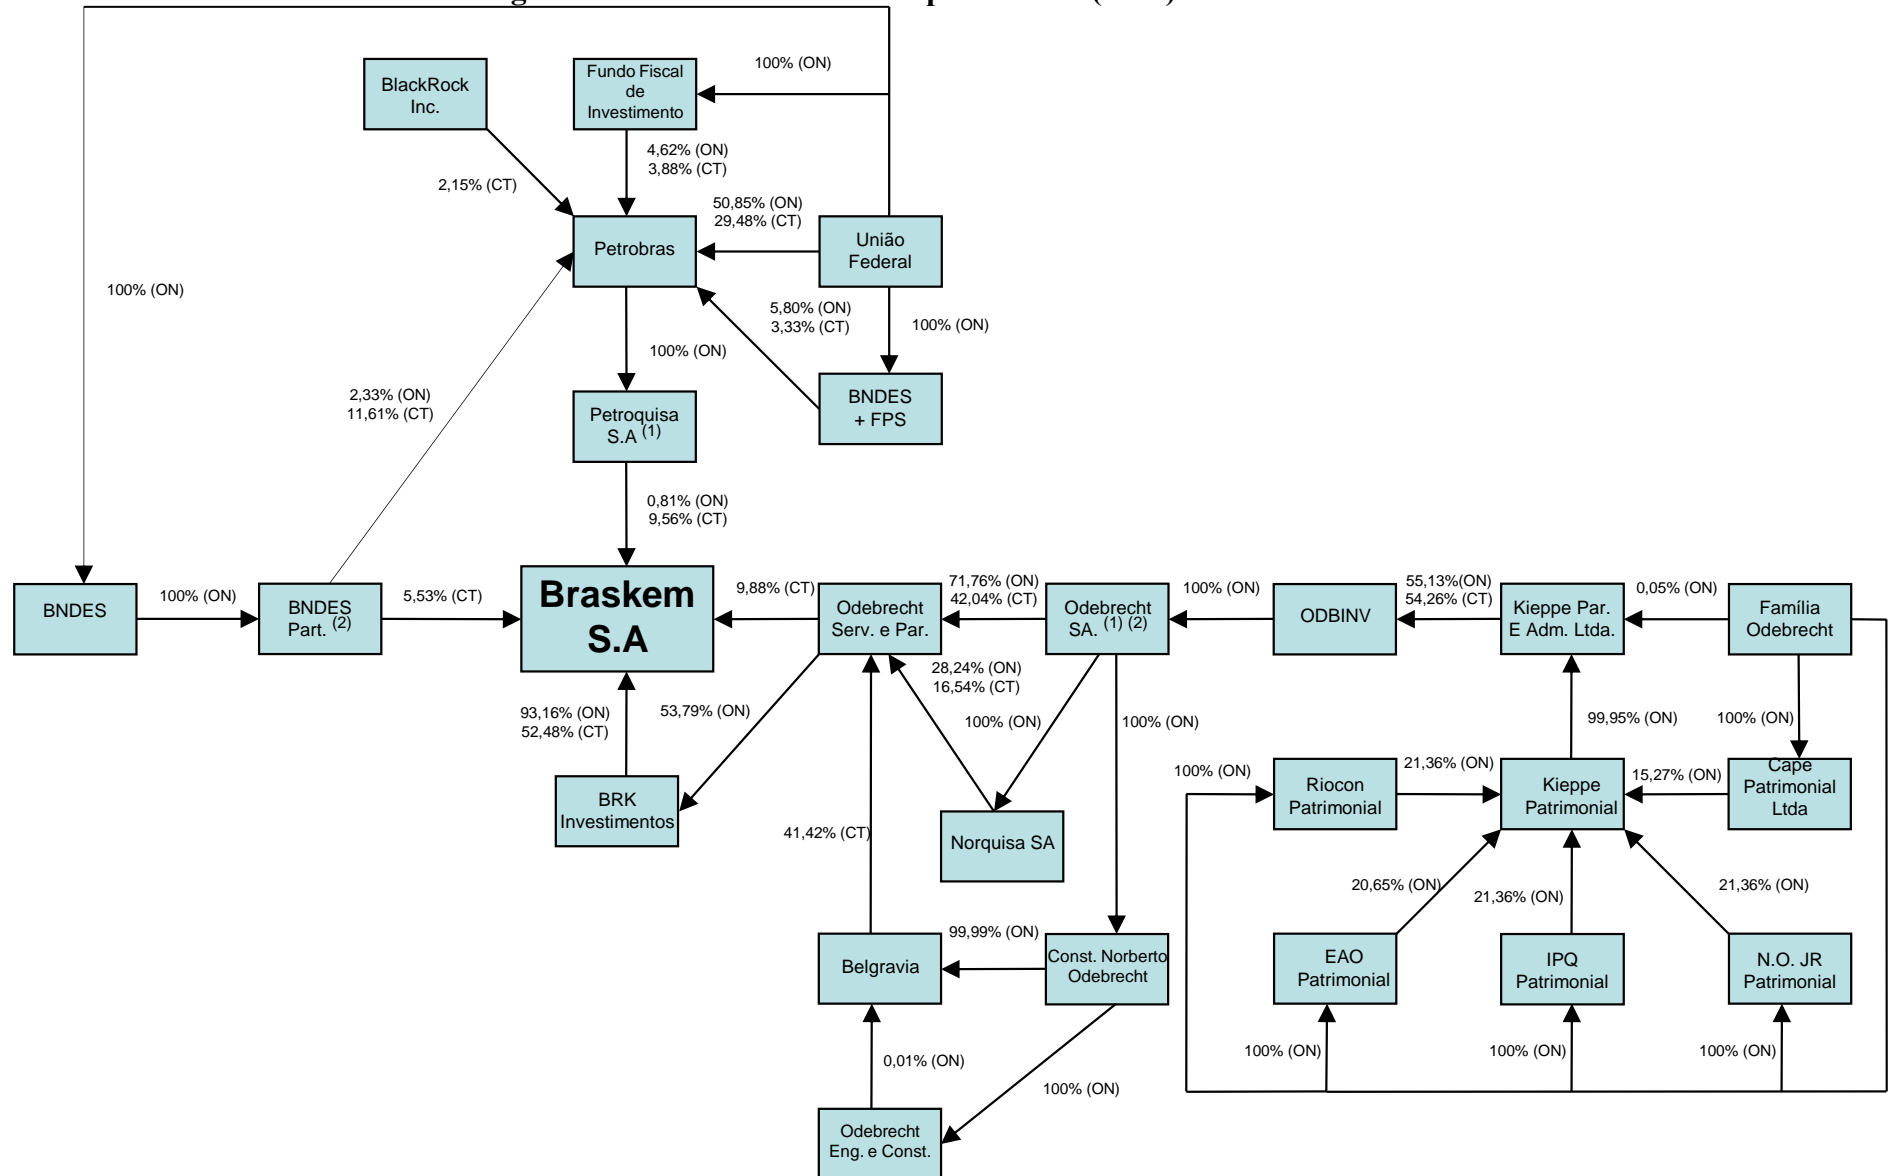 BlackRock
Inc.
Fundo Fiscal
de
Investimento
100% (ON)
4,62% (ON)
3,88% (CT)
2,15% (CT)
50,85% (ON)
29,48% (CT)
Petrobras
União
Federal
100% (ON)
5,80% (ON)
3,33% (CT)
100% (ON)
100% (ON)
2,33% (ON)
11,61% (CT)
Petroquisa
S.A (1)
BNDES
+ FPS
0,81% (ON)
9,56% (CT)
BNDES
100% (ON)
BNDES
Part. (2)
5,53% (CT)
Braskem
S.A
9,88% (CT)
Odebrecht
Serv. e Par.
71,76% (ON)
42,04% (CT)
Odebrecht
SA. (1) (2)
100% (ON)
ODBINV
55,13%(ON)
54,26% (CT)
Kieppe Par.
E Adm. Ltda.
0,05% (ON)
Família
Odebrecht
28,24% (ON)
16,54% (CT)
93,16% (ON)
52,48% (CT)
53,79% (ON)
100% (ON)
100% (ON)
99,95% (ON)
100% (ON)
BRK
Investimentos
100% (ON)
Riocon
Patrimonial
21,36% (ON)
Kieppe
Patrimonial
15,27% (ON)
Cape
Patrimonial
Ltda
41,42% (CT)
Norquisa SA
20,65% (ON)
21,36% (ON)
21,36% (ON)
Belgravia
99,99% (ON)
Const. Norberto
Odebrecht
EAO
Patrimonial
IPQ
Patrimonial
N.O. JR
Patrimonial
0,01% (ON)
100% (ON)
100% (ON)
100% (ON)
100% (ON)
Odebrecht
Eng. e Const.